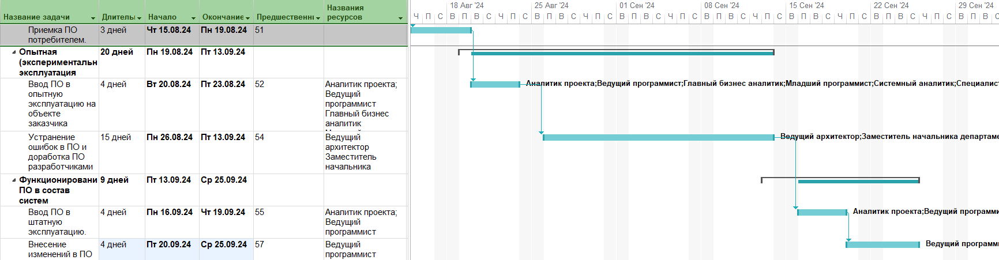 Название задачи Длителы Начало Окончание Предшественни Названия ресурсов
18 Авг '24 25 Авг '24 01 Сен '24 08 Сен '24 15 Сен '24 22 Сен '24 29 Сен '24
Ч П С В П В С Ч П С В П В С Ч П С В П В С Ч П С В П В С Ч П С В П В С Ч П С В П В С Ч П С В П В С
Приемка ПО потребителем. 3 дней Чт 15.08.24 Пн 19.08.24 51
Опытная (экспериментальн эксплуатация 20 дней Пн 19.08.24 Пт 13.09.24
Ввод ПО в опытную эксплуатацию на объекте заказчика 4 дней Вт 20.08.24 Пт 23.08.24 52 Аналитик проекта; Ведущий программист Главный бизнес аналитик
Аналитик проекта;Ведущий программист;Главный бизнес аналитик;Младший программист;Системный аналитик;Специалист
Устранение ошибок в ПО и доработка ПО разработчиками 15 дней Пн 26.08.24 Пт 13.09.24 54 Ведущий архитектор Заместитель начальника
Ведущий архитектор;Заместитель начальника департаме
Функционировани ПО в состав систем 9 дней Пт 13.09.24 Ср 25.09.24
Ввод ПО в штатную эксплуатацию. 4 дней Пн 16.09.24 Чт 19.09.24 55 Аналитик проекта; Ведущий программист
Аналитик проекта;Ведущий программи
Внесение изменений в ПО 4 дней Пт 20.09.24 Ср 25.09.24 57 Ведущий программист
Ведущий программ